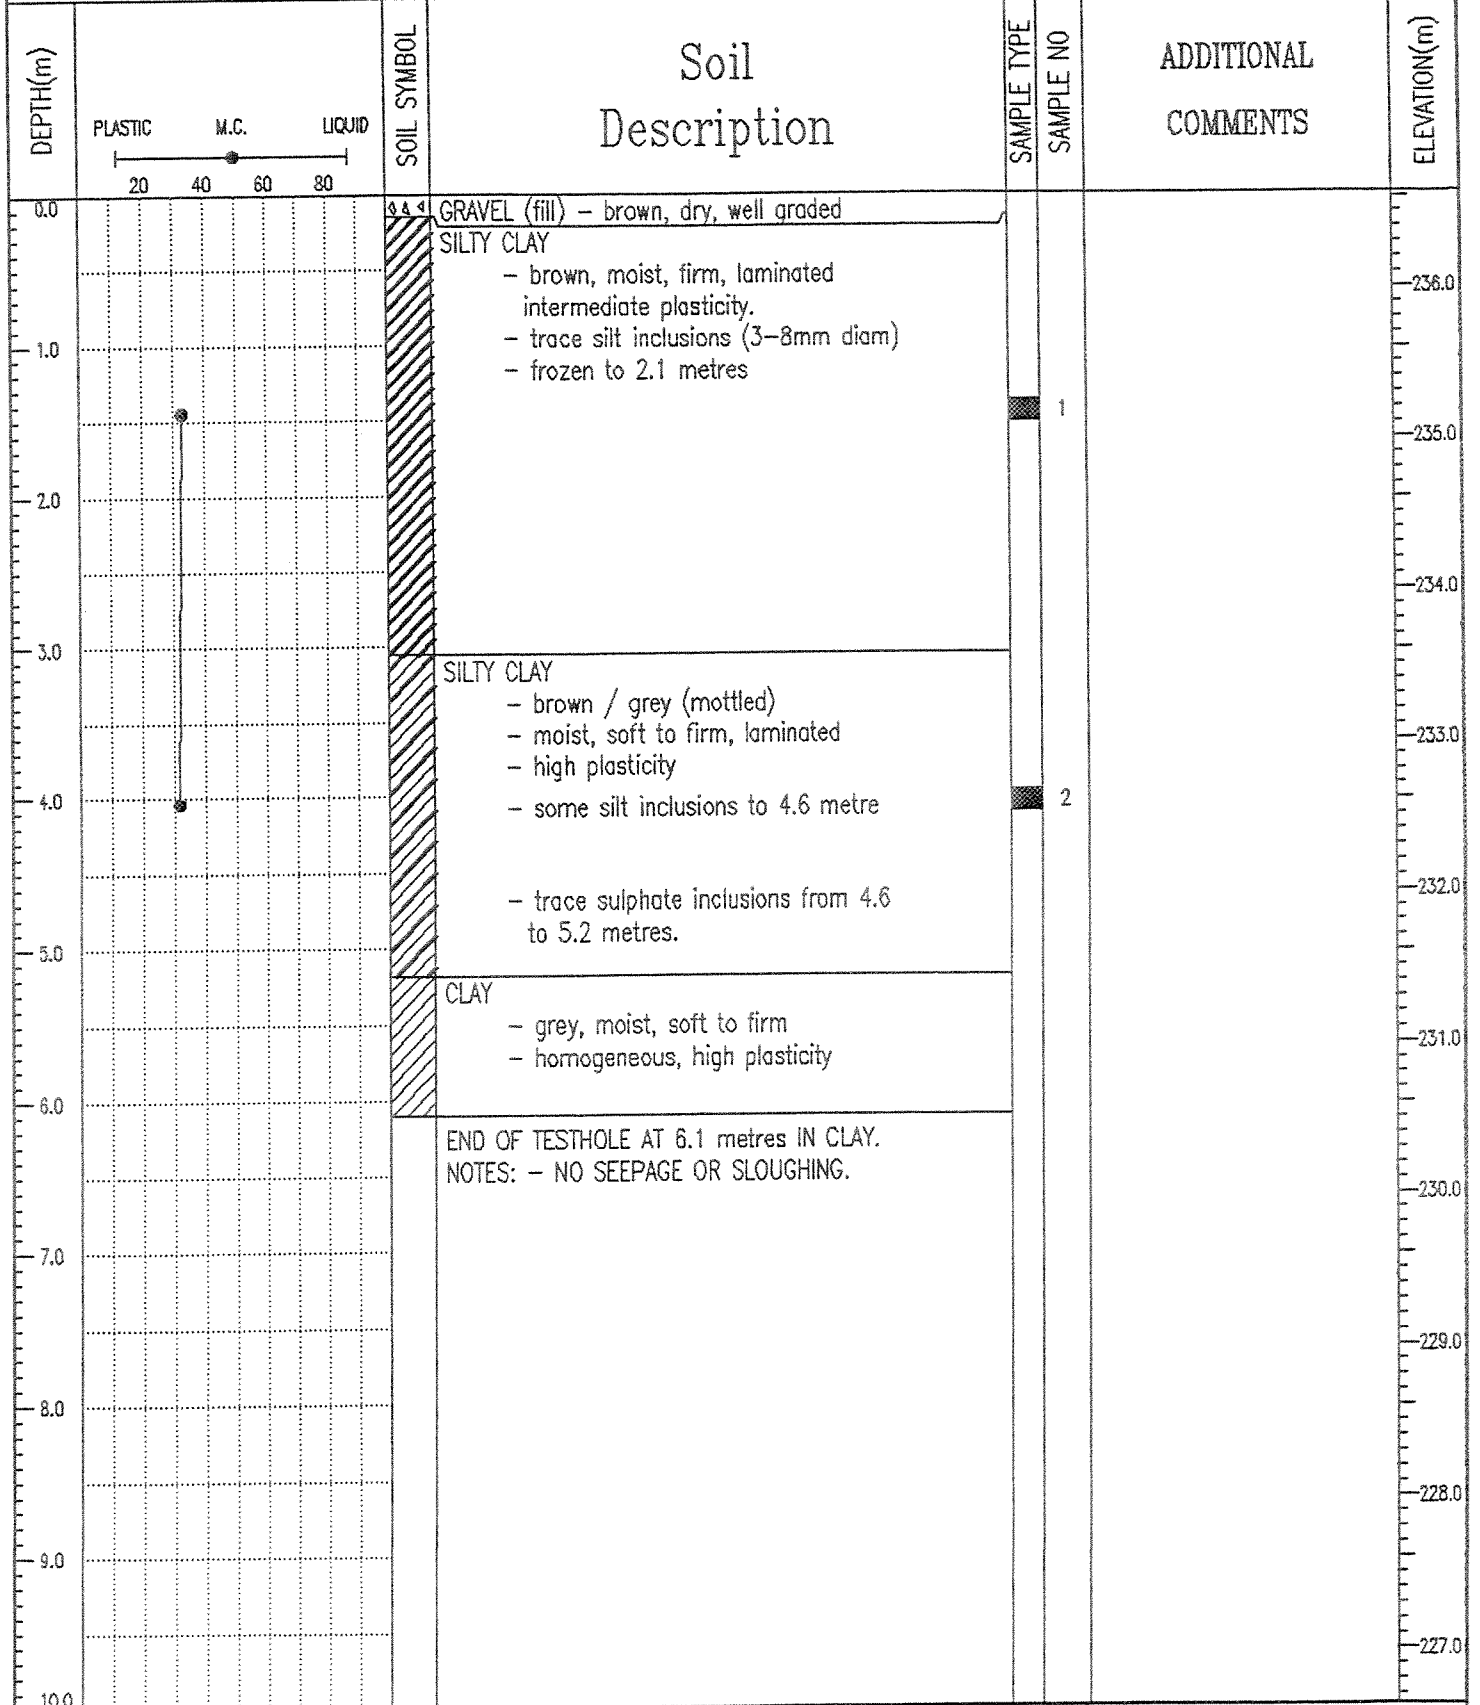 DEPTH(m)
PLASTIC M.C. LIQUID
20 40 60 80
SOIL SYMBOL
Soil
Description
SAMPLE TYPE
SAMPLE NO
ADDITIONAL
COMMENTS
ELEVATION(m)
0.0
GRAVEL (fill) – brown, dry, well graded
SILTY CLAY
– brown, moist, firm, laminated
intermediate plasticity.
236.0
– trace silt inclusions (3–8mm diam)
1.0
– frozen to 2.1 metres
1
235.0
2.0
234.0
3.0
SILTY CLAY
– brown / grey (mottled)
– moist, soft to firm, laminated
233.0
– high plasticity
4.0
– some silt inclusions to 4.6 metre
2
232.0
– trace sulphate inclusions from 4.6
to 5.2 metres.
5.0
CLAY
– grey, moist, soft to firm
231.0
– homogeneous, high plasticity
6.0
END OF TESTHOLE AT 6.1 metres IN CLAY.
NOTES: – NO SEEPAGE OR SLOUGHING.
230.0
7.0
229.0
8.0
228.0
9.0
227.0
10.0